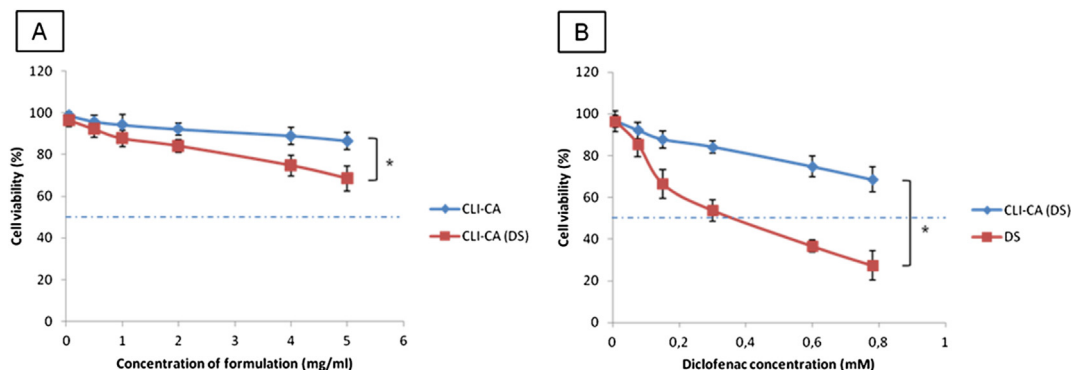 A
120
100
80
60
40
20
0
Cell viability (%)
0 1 2 3 4 5 6
Concentration of formulation (mg/ml)
*
CLI-CA
CLI-CA (DS)
B
120
100
80
60
40
20
0
Cell viability (%)
0 0,2 0,4 0,6 0,8 1
Diclofenac concentration (mM)
*
CLI-CA (DS)
DS